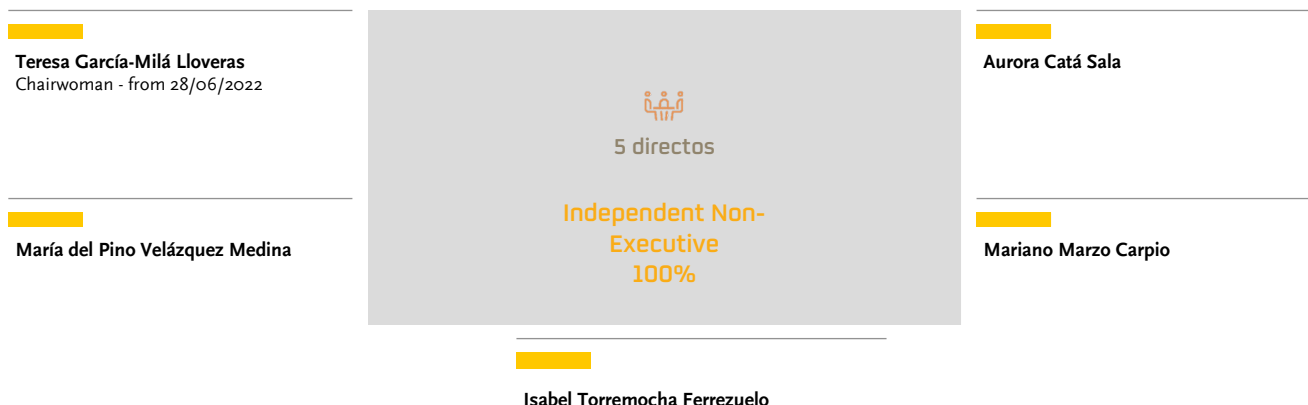 Teresa García-Milá Lloveras
Chairwoman - from 28/06/2022
María del Pino Velázquez Medina
5 directos
Independent Non-
Executive
100%
Aurora Catá Sala
Mariano Marzo Carpio
Isabel Torremocha Ferrezuelo